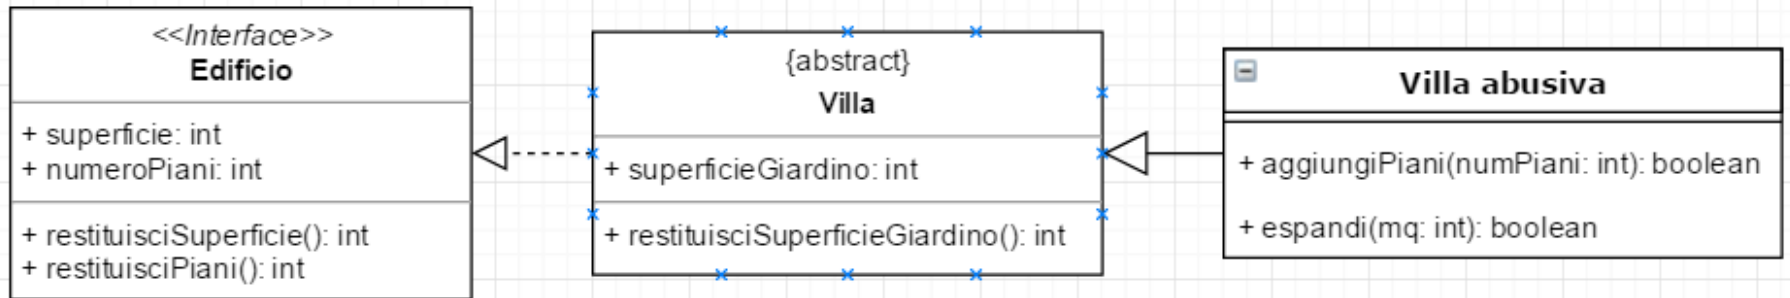 <<Interface>>
Edificio
+ superficie: int
+ numeroPiani: int
+ restituisciSuperficie(): int
+ restituisciPiani(): int
{abstract}
Villa
+ superficieGiardino: int
+ restituisciSuperficieGiardino(): int
Villa abusiva
+ aggiungiPiani(numPiani: int): boolean
+ espandi(mq: int): boolean